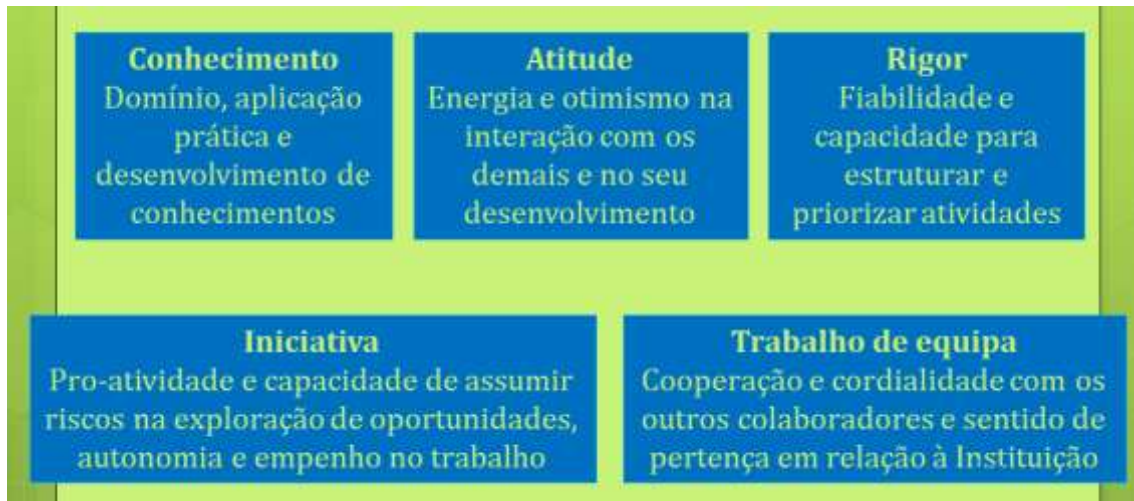 Conhecimento
Domínio, aplicação
prática e
desenvolvimento de
conhecimentos
Atitude
Energia e otimismo na
interação com os
demais e no seu
desenvolvimento
Rigor
Fiabilidade e
capacidade para
estruturar e
priorizar atividades
Iniciativa
Pro-atividade e capacidade de assumir
riscos na exploração de oportunidades,
autonomia e empenho no trabalho
Trabalho de equipa
Cooperação e cordialidade com os
outros colaboradores e sentido de
pertença em relação à Instituição